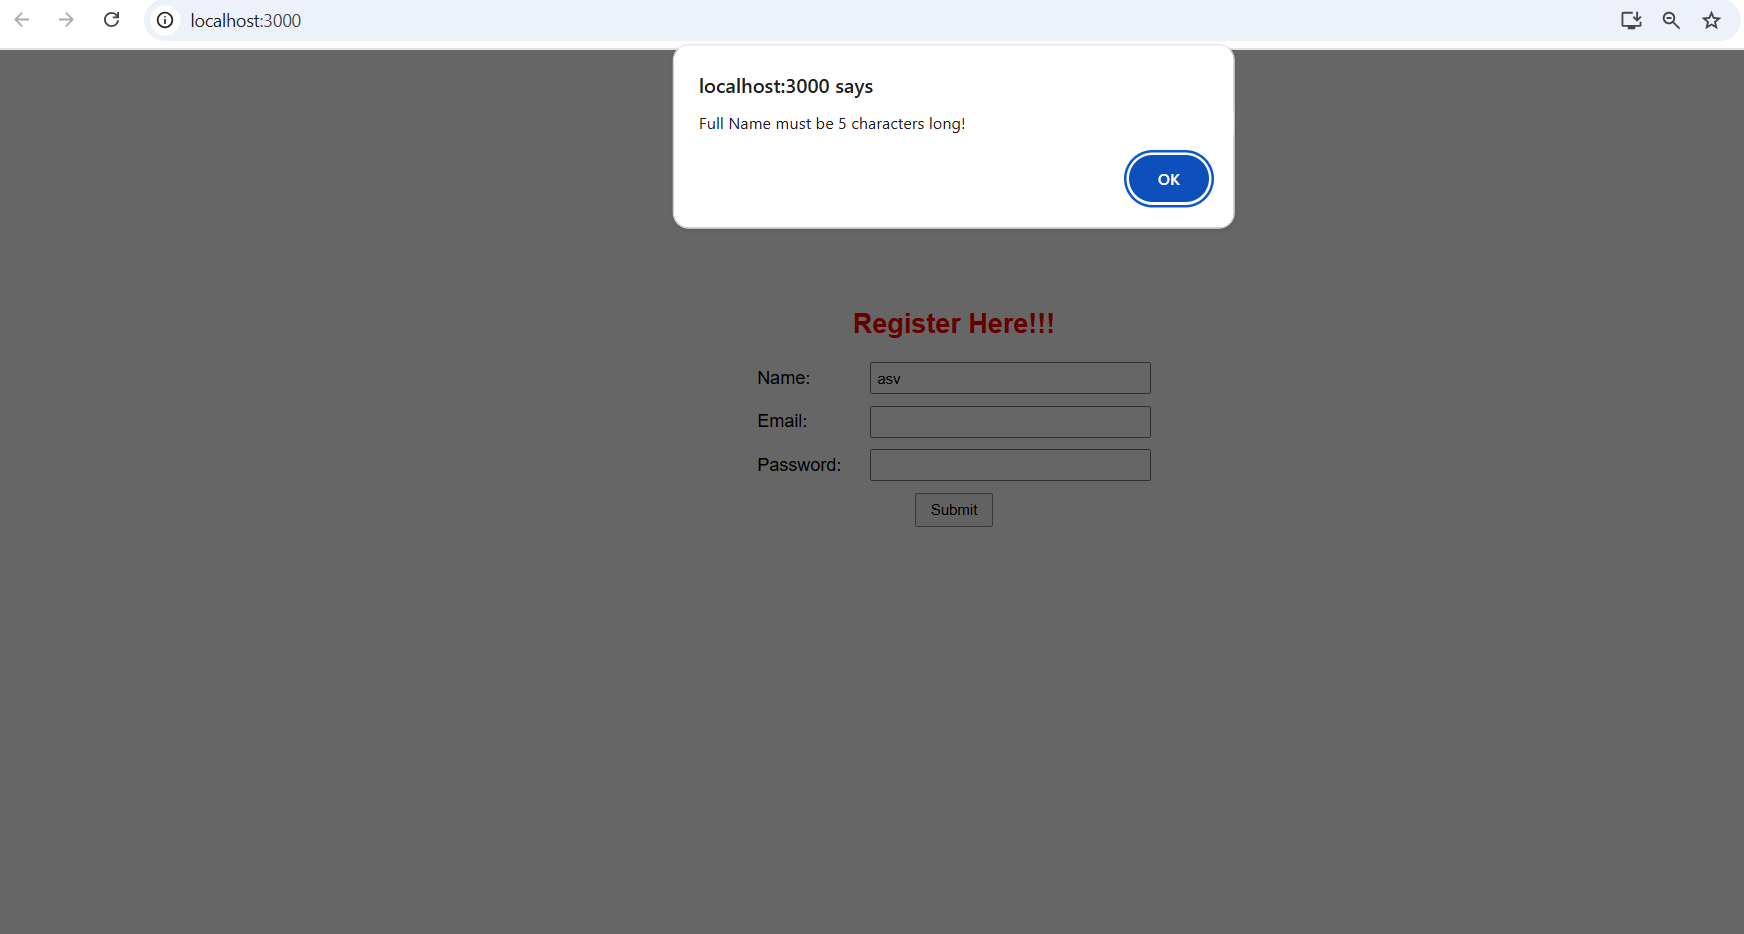 localhost:3000
localhost:3000 says
Full Name must be 5 characters long!
OK
Register Here!!!
Name: asv
Email:
Password:
Submit